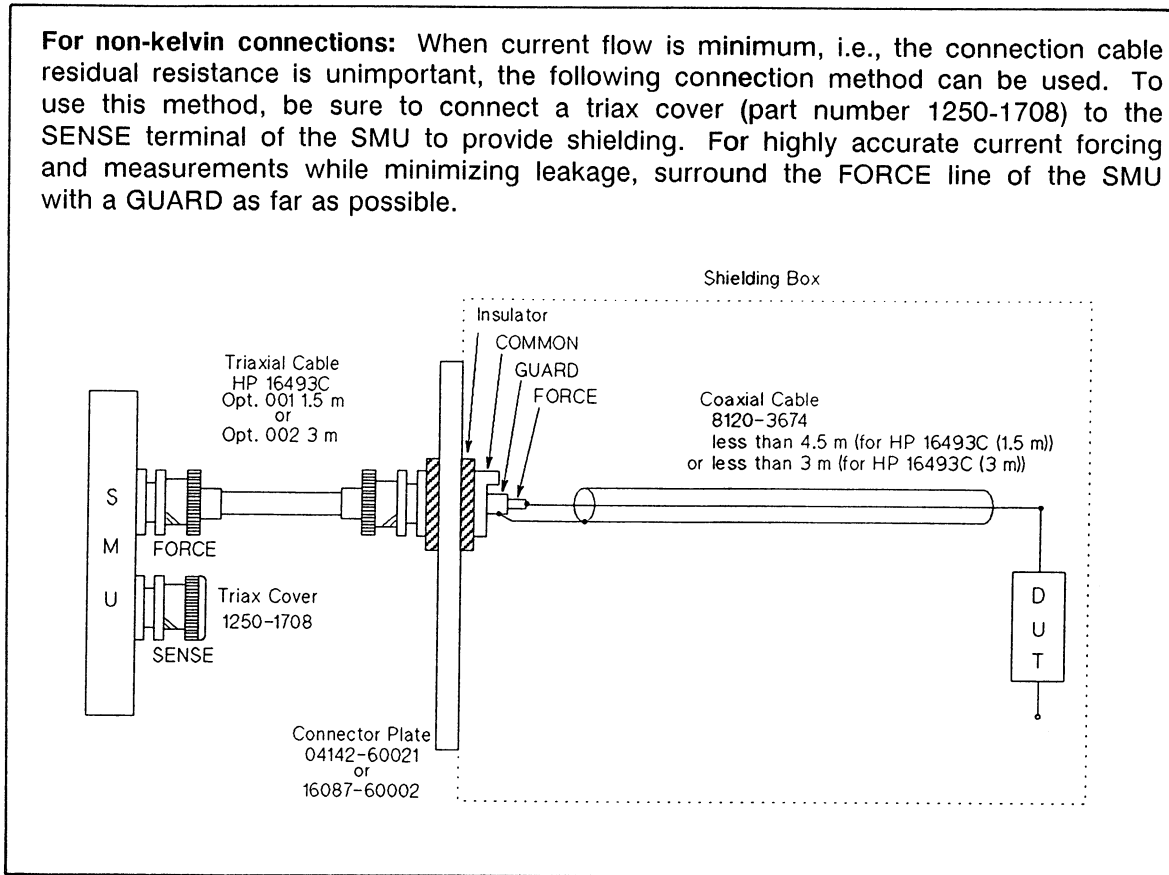 For non-kelvin connections: When current flow is minimum, i.e., the connection cable
residual resistance is unimportant, the following connection method can be used. To
use this method, be sure to connect a triax cover (part number 1250-1708) to the
SENSE terminal of the SMU to provide shielding. For highly accurate current forcing
and measurements while minimizing leakage, surround the FORCE line of the SMU
with a GUARD as far as possible.
Shielding Box
Insulator
COMMON
GUARD
FORCE
Triaxial Cable
HP 16493C
Opt. 001 1.5 m
or
Opt. 002 3 m
Coaxial Cable
8120-3674
less than 4.5 m (for HP 16493C (1.5 m))
or less than 3 m (for HP 16493C (3 m))
S
M
U
FORCE
Triax Cover
1250-1708
SENSE
D
U
T
Connector Plate
04142-60021
or
16087-60002